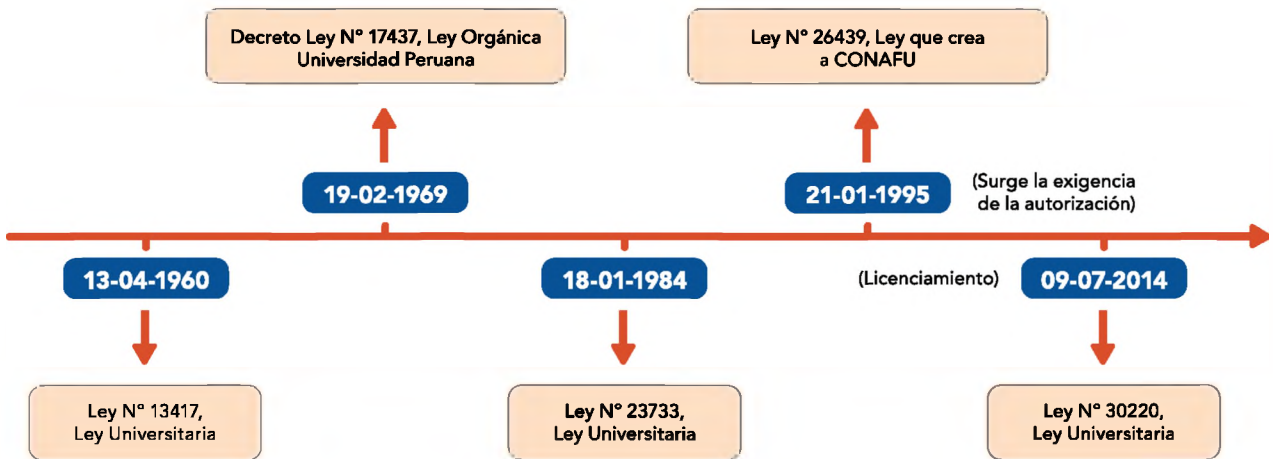 Decreto Ley N° 17437, Ley Orgánica
Universidad Peruana
Ley N° 26439, Ley que crea
a CONAFU
19-02-1969
21-01-1995
(Surge la exigencia
de la autorización)
13-04-1960
18-01-1984
(Licenciamiento)
09-07-2014
Ley N° 13417,
Ley Universitaria
Ley N° 23733,
Ley Universitaria
Ley N° 30220,
Ley Universitaria